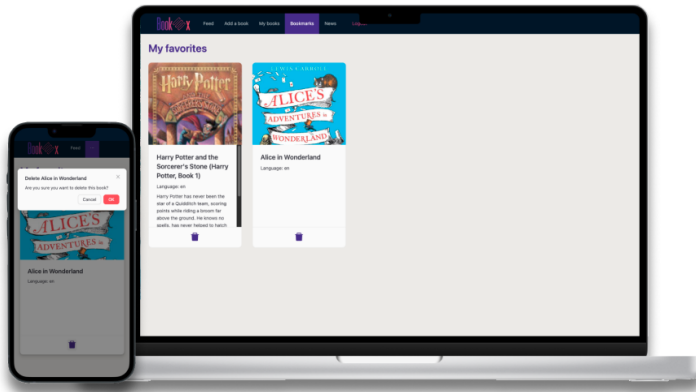 Book x
Feed
Add a book
My books
Bookmarks
News
My favorites
Harry Potter
LEWIS CARROLL
ALICE'S
ADVENTURES in
WONDERLAND
Harry Potter and the
Sorcerer's Stone (Harry
Potter, Book 1)
Language: en
Harry Potter has never been the
star of a Quidditch team, scoring
points while riding a broom far
above the ground. He knows no
spells, has never helped to hatch
Alice in Wonderland
Language: en
Book x
Feed
Delete Alice in Wonderland
Are you sure you want to delete this book?
Cancel
OK
ALICE'S
ADVENTURES in
Alice in Wonderland
Language: en